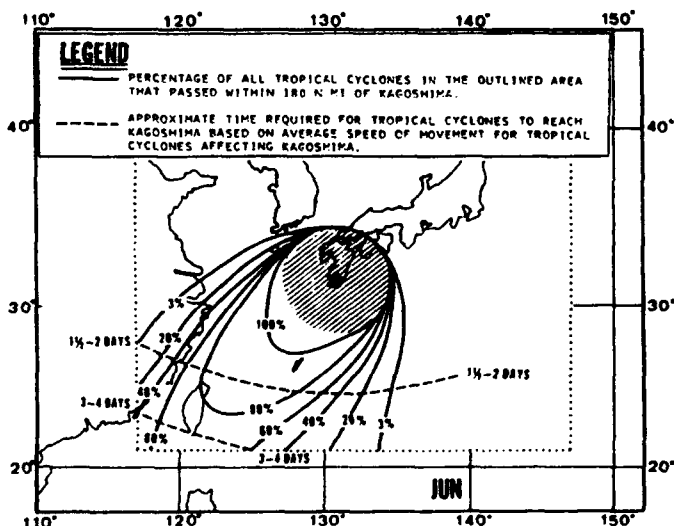 110° 120° 130° 140° 150°
LEGEND
PERCENTAGE OF ALL TROPICAL CYCLONES IN THE OUTLINED AREA
THAT PASSED WITHIN 180 N MI OF KAGOSHIMA.
APPROXIMATE TIME REQUIRED FOR TROPICAL CYCLONES TO REACH
KAGOSHIMA BASED ON AVERAGE SPEED OF MOVEMENT FOR TROPICAL
CYCLONES AFFECTING KAGOSHIMA.
40° 40°
30° 3% 30°
100%
1½-2 DAYS 20%
1½-2 DAYS
40%
3-4 DAYS
60% 80% 60% 40% 20% 3%
3-4 DAYS
20° 20°
JUN
110° 120° 130° 140° 150°